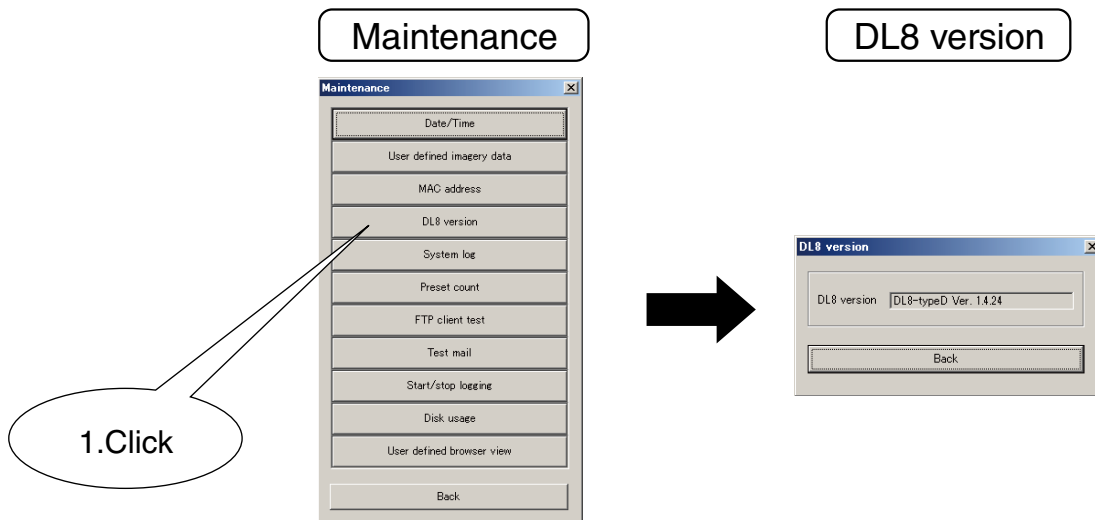 Maintenance
DL8 version
Maintenance
Date/Time
User defined imagery data
MAC address
DL8 version
System log
Preset count
FTP client test
Test mail
Start/stop logging
Disk usage
User defined browser view
Back
1.Click
DL8 version
DL8 version DL8-typeD Ver. 1.4.24
Back